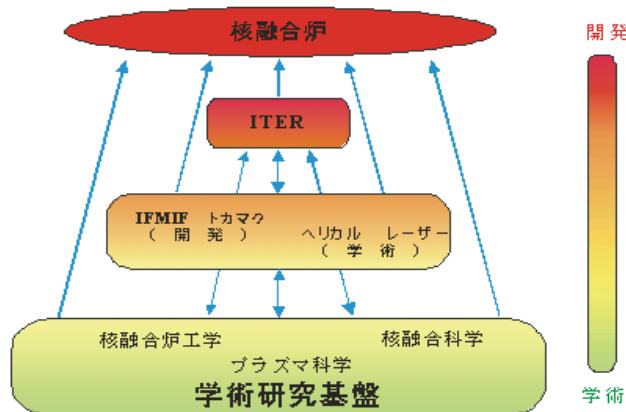 核融合炉
開発
ITER
IFMIF トカマク
(開発)
ヘリカル レーザー
(学術)
核融合炉工学
核融合科学
プラズマ科学
学術研究基盤
学術